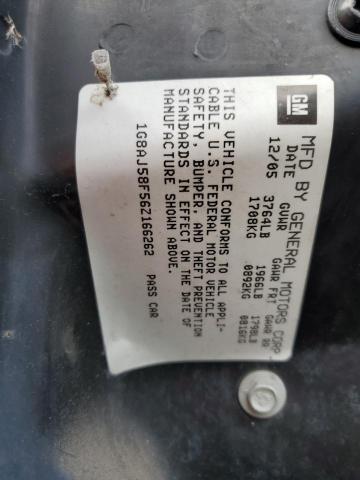 GM
MFD BY GENERAL MOTORS CORP
DATE GVWR GAWR FRT GAWR RR
12/05 3764LB 1966LB 1798LB
1708KG 0892KG 0816KG
THIS VEHICLE CONFORMS TO ALL APPLI-
CABLE U.S. FEDERAL MOTOR VEHICLE
SAFETY, BUMPER, AND THEFT PREVENTION
STANDARDS IN EFFECT ON THE DATE OF
MANUFACTURE SHOWN ABOVE.
1G8AJ58F56Z166262 PASS CAR